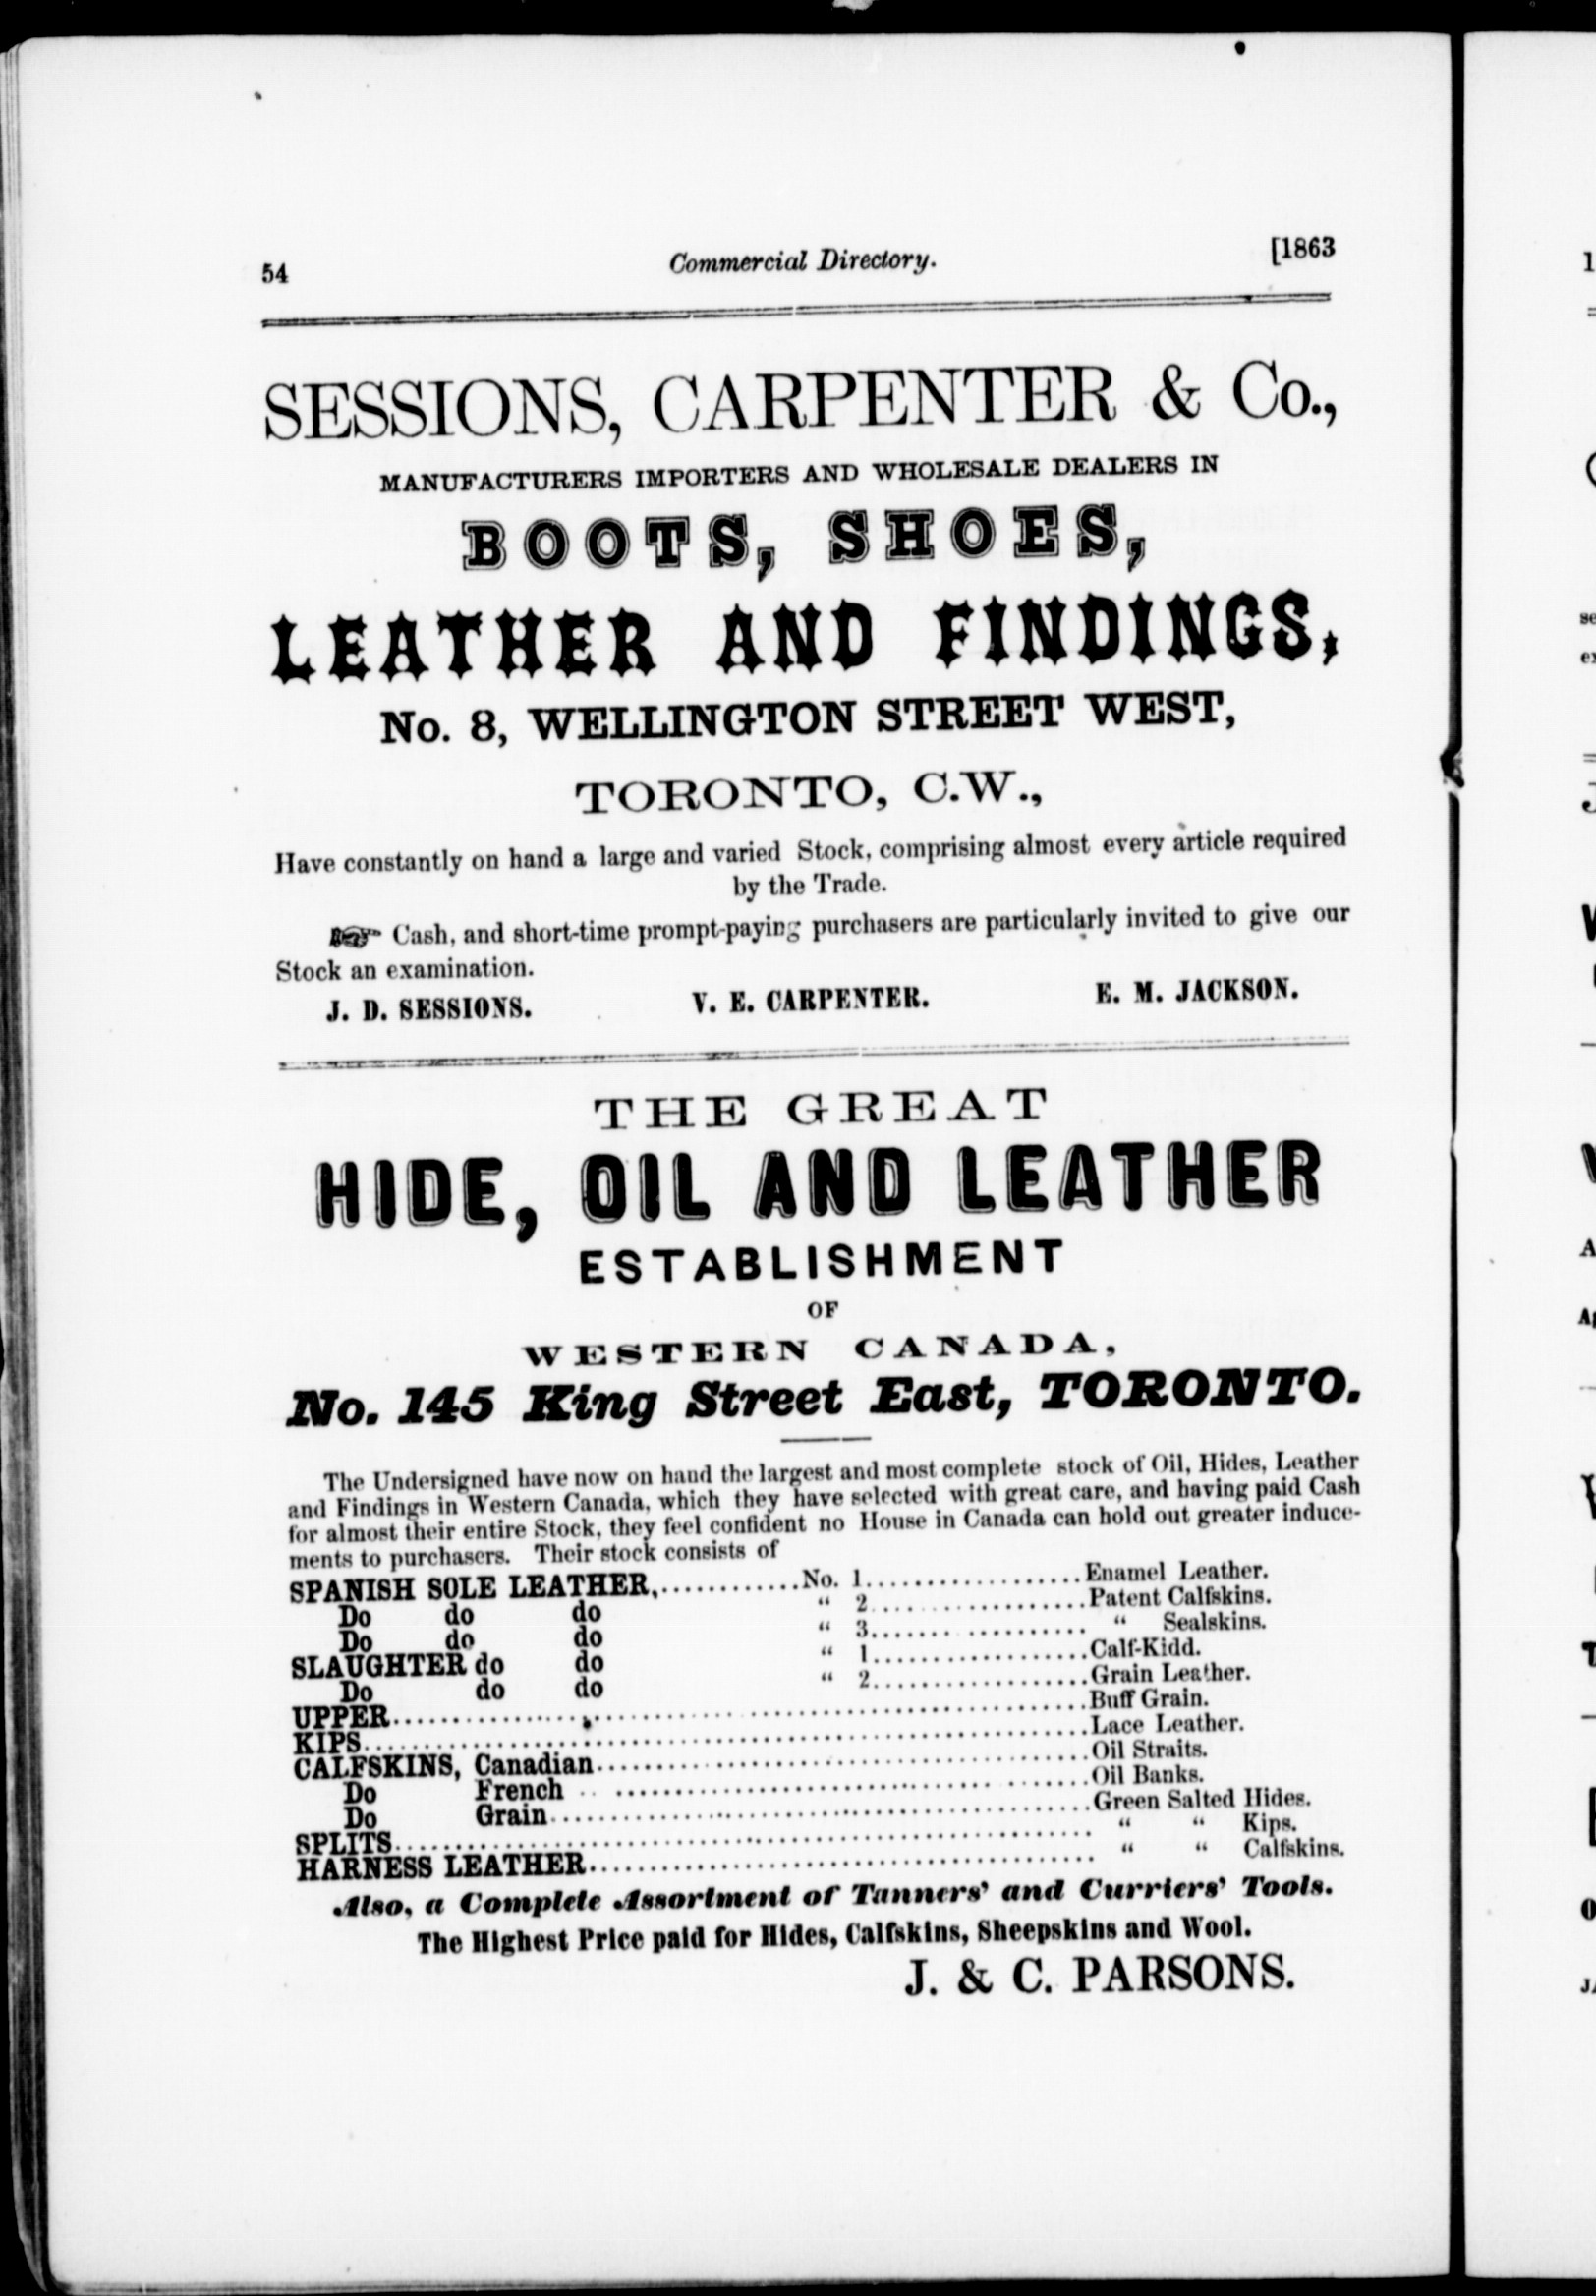 54 Commercial Directory. [1863
SESSIONS, CARPENTER & Co.,
MANUFACTURERS IMPORTERS AND WHOLESALE DEALERS IN
BOOTS, SHOES,
LEATHER AND FINDINGS,
No. 8, WELLINGTON STREET WEST,
TORONTO, C.W.,
Have constantly on hand a large and varied Stock, comprising almost every article required
by the Trade.
☞ Cash, and short-time prompt-paying purchasers are particularly invited to give our
Stock an examination.
J. D. SESSIONS. V. E. CARPENTER. E. M. JACKSON.
THE GREAT
HIDE, OIL AND LEATHER
ESTABLISHMENT
OF
WESTERN CANADA,
No. 145 King Street East, TORONTO.
The Undersigned have now on hand the largest and most complete stock of Oil, Hides, Leather
and Findings in Western Canada, which they have selected with great care, and having paid Cash
for almost their entire Stock, they feel confident no House in Canada can hold out greater induce-
ments to purchasers. Their stock consists of
SPANISH SOLE LEATHER,............No. 1...................Enamel Leather.
Do do do " 2...................Patent Calfskins.
Do do do " 3................... " Sealskins.
SLAUGHTER do do " 1...................Calf-Kidd.
Do do do " 2...................Grain Leather.
UPPER...................Buff Grain.
KIPS...................Lace Leather.
CALFSKINS, Canadian...................Oil Straits.
Do French ...................Oil Banks.
Do Grain...................Green Salted Hides.
SPLITS................... " " Kips.
HARNESS LEATHER................... " " Calfskins.
Also, a Complete Assortment of Tanners' and Curriers' Tools.
The Highest Price paid for Hides, Calfskins, Sheepskins and Wool.
J. & C. PARSONS.